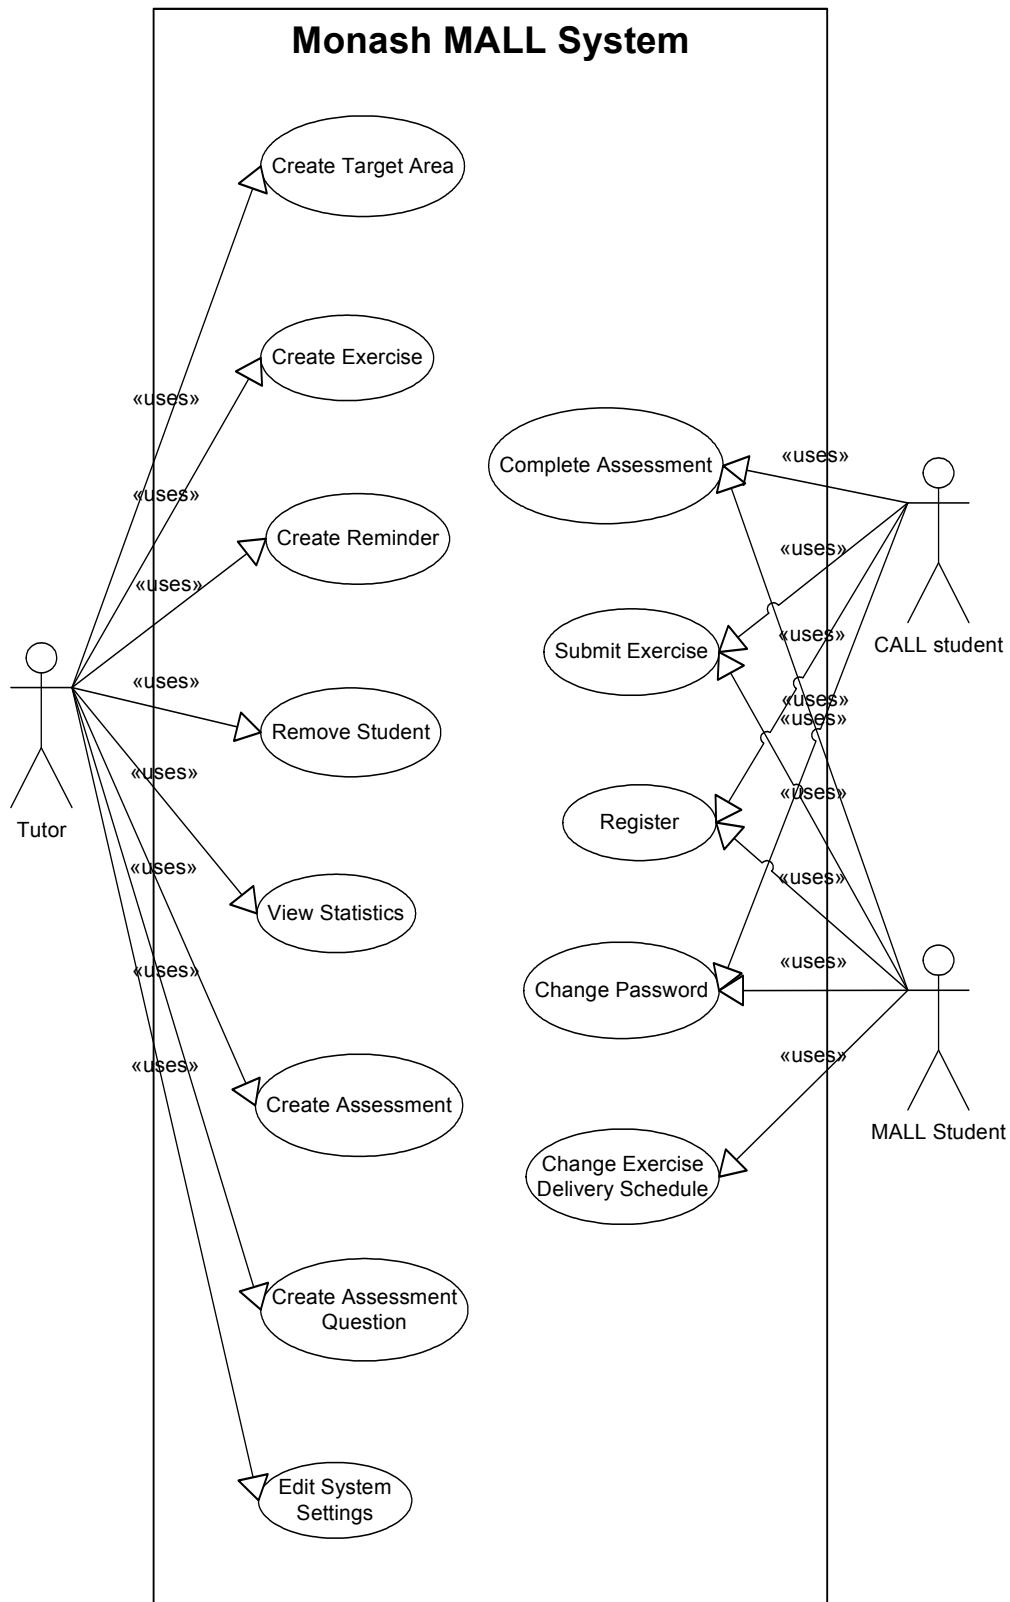 Monash MALL System
Create Target Area
Create Exercise
«uses»
Create Reminder
«uses»
«uses»
Remove Student
«uses»
Tutor
«uses»
View Statistics
«uses»
Create Assessment
«uses»
Create Assessment
Question
«uses»
Edit System
Settings
Complete Assessment
«uses»
Submit Exercise
«uses»
CALL student
«uses»
«uses»
«uses»
Register
«uses»
«uses»
Change Password
«uses»
MALL Student
«uses»
Change Exercise
Delivery Schedule